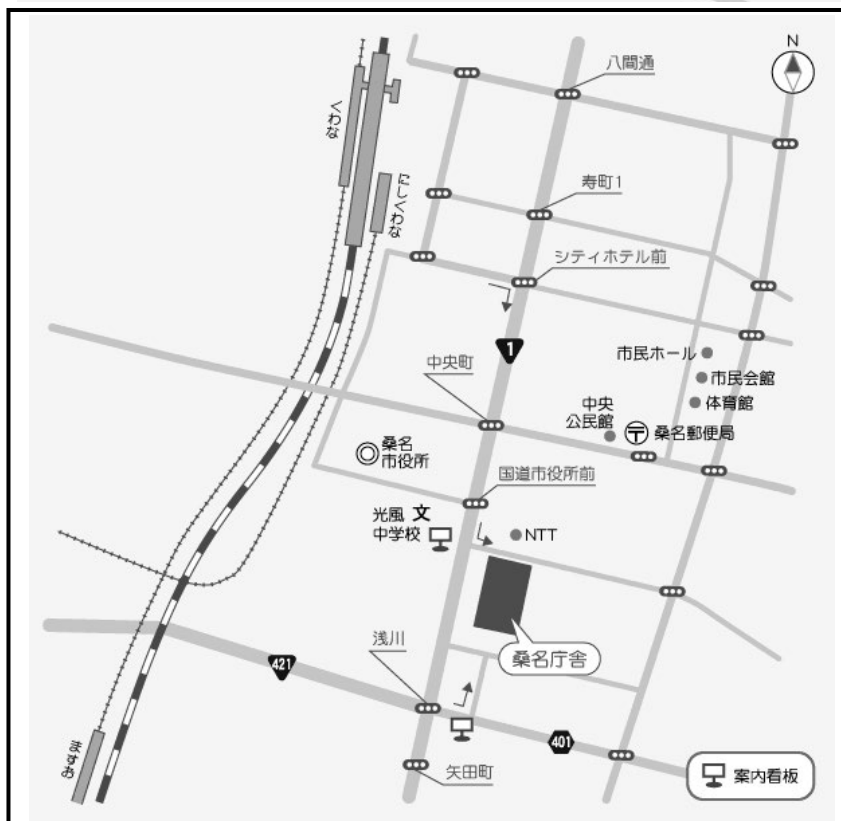 N
八間通
くわな
にしくわな
寿町1
シティホテル前
1
市民ホール
中央町
市民会館
中央
公民館
体育館
桑名郵便局
桑名
市役所
国道市役所前
光風 文
中学校
NTT
浅川
桑名庁舎
421
401
ますお
矢田町
案内看板